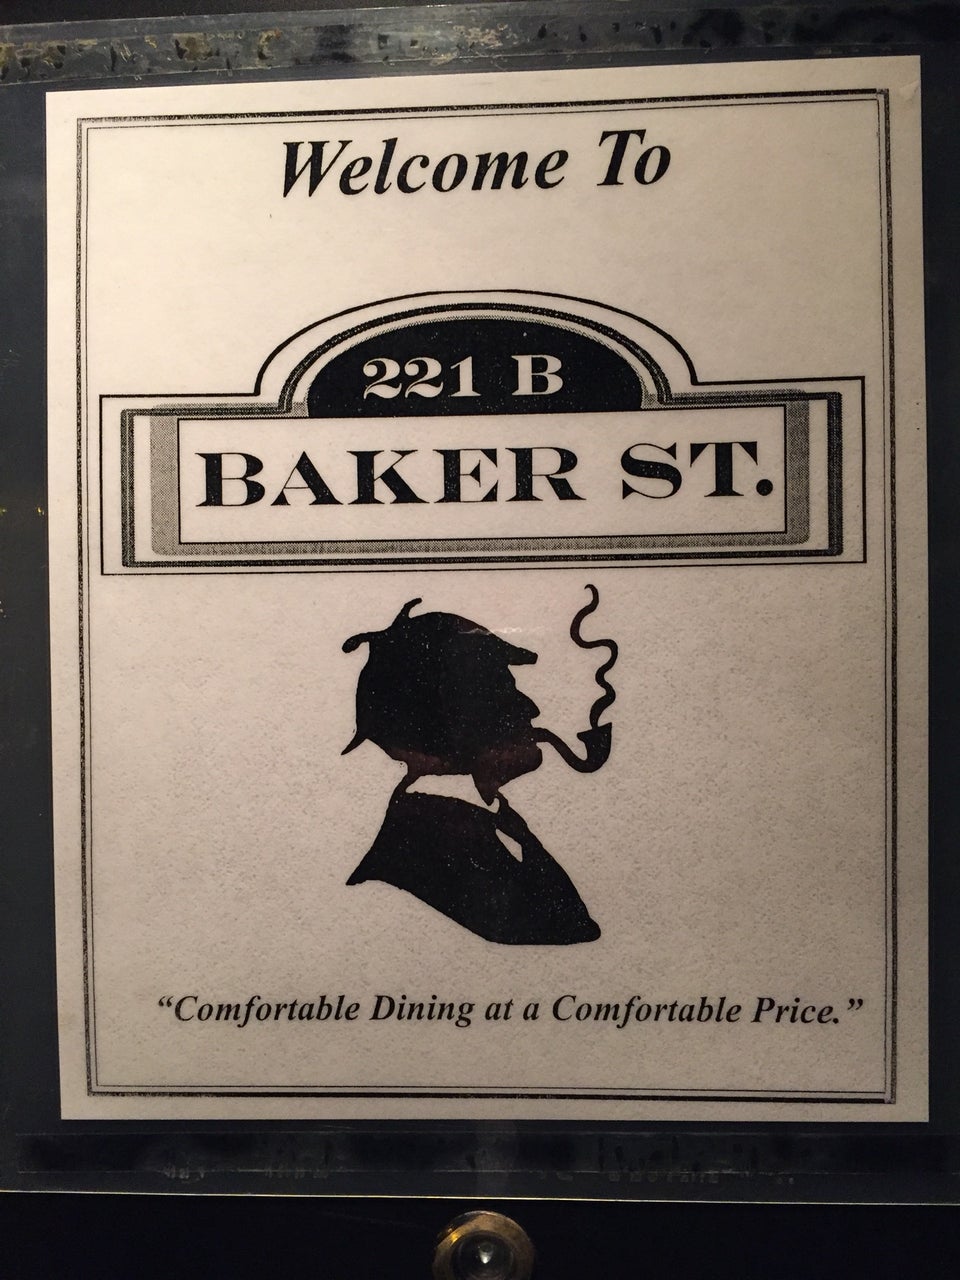 Welcome To
221 B
BAKER ST.
“Comfortable Dining at a Comfortable Price.”